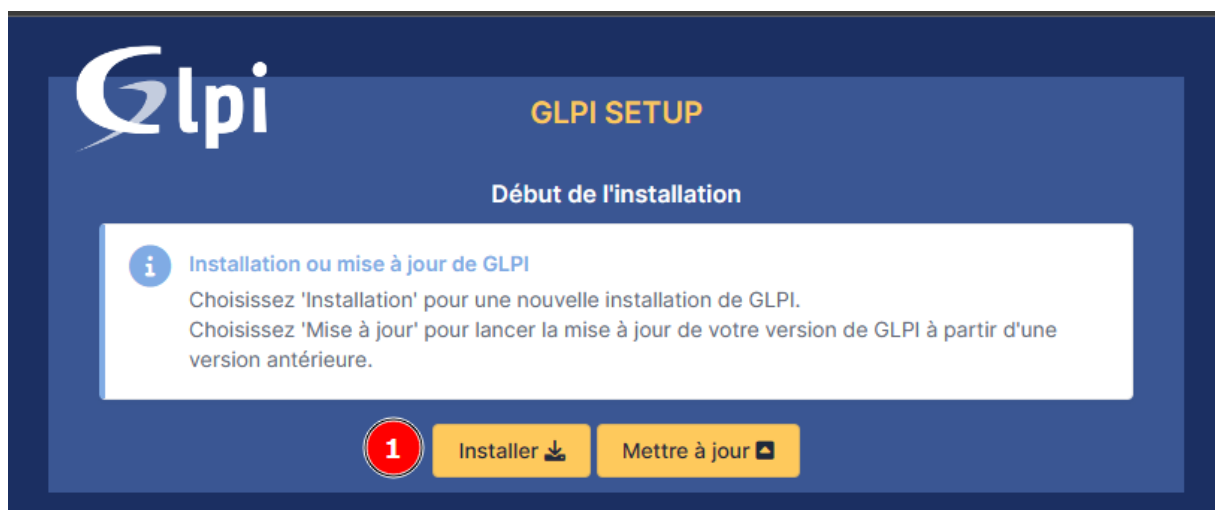 Glpi
GLPI SETUP
Début de l'installation
Installation ou mise à jour de GLPI
Choisissez 'Installation' pour une nouvelle installation de GLPI.
Choisissez 'Mise à jour' pour lancer la mise à jour de votre version de GLPI à partir d'une
version antérieure.
1 Installer Mettre à jour